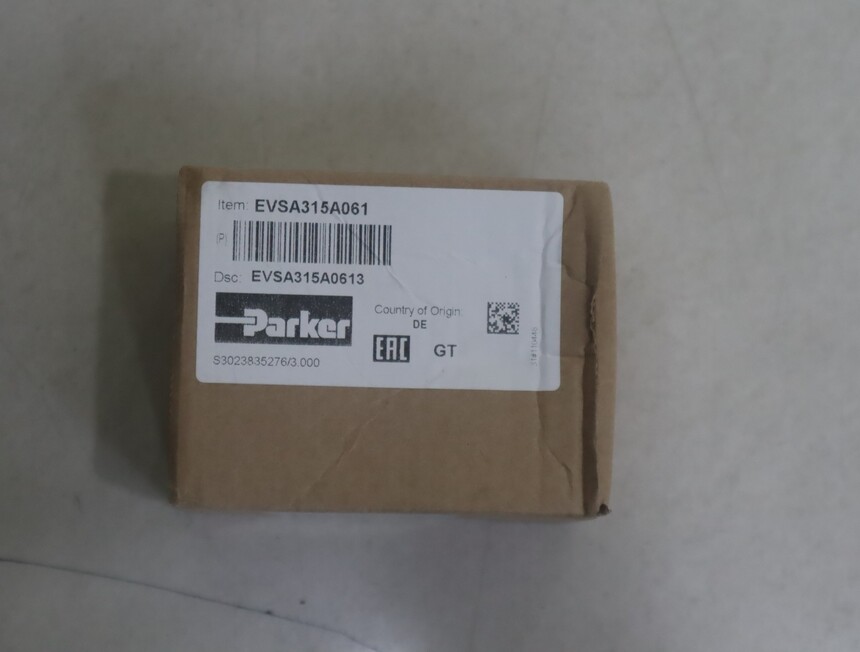 Item: EVSA315A061
(P)
Dsc: EVSA315A0613
Parker
Country of Origin:
DE
EAC
GT
S3023835276/3.000